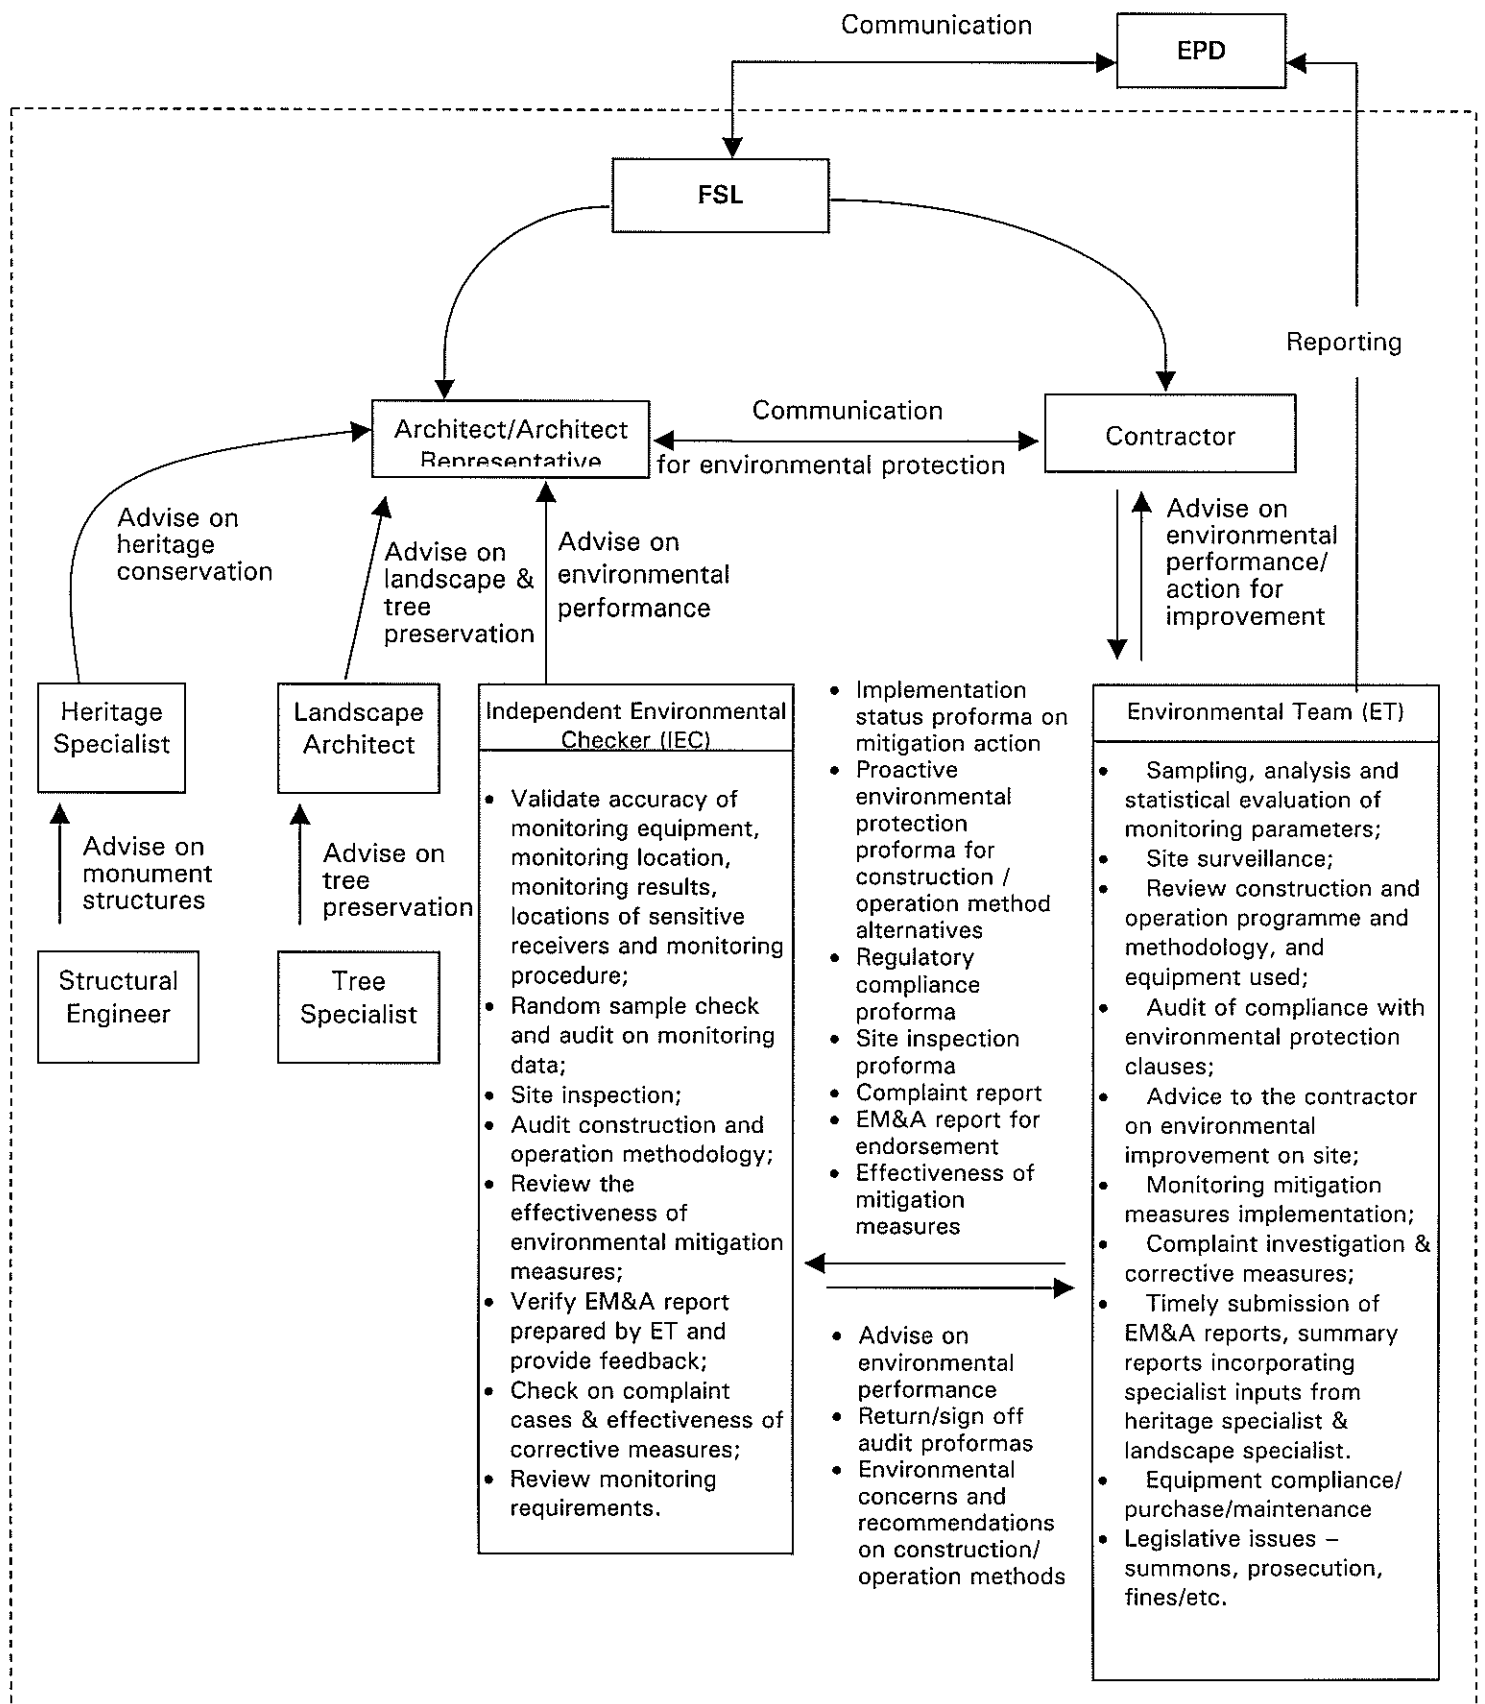 Communication
EPD
FSL
Reporting
Architect/Architect
Representative
Communication
for environmental protection
Contractor
Advise on
heritage
conservation
Advise on
landscape &
tree
preservation
Advise on
environmental
performance
Advise on
environmental
performance/
action for
improvement
Heritage
Specialist
Landscape
Architect
Advise on
monument
structures
Advise on
tree
preservation
Structural
Engineer
Tree
Specialist
Independent Environmental
Checker (IEC)
• Validate accuracy of
monitoring equipment,
monitoring location,
monitoring results,
locations of sensitive
receivers and monitoring
procedure;
• Random sample check
and audit on monitoring
data;
• Site inspection;
• Audit construction and
operation methodology;
• Review the
effectiveness of
environmental mitigation
measures;
• Verify EM&A report
prepared by ET and
provide feedback;
• Check on complaint
cases & effectiveness of
corrective measures;
• Review monitoring
requirements.
• Implementation
status proforma on
mitigation action
• Proactive
environmental
protection
proforma for
construction /
operation method
alternatives
• Regulatory
compliance
proforma
• Site inspection
proforma
• Complaint report
• EM&A report for
endorsement
• Effectiveness of
mitigation
measures
• Advise on
environmental
performance
• Return/sign off
audit proformas
• Environmental
concerns and
recommendations
on construction/
operation methods
Environmental Team (ET)
• Sampling, analysis and
statistical evaluation of
monitoring parameters;
• Site surveillance;
• Review construction and
operation programme and
methodology, and
equipment used;
• Audit of compliance with
environmental protection
clauses;
• Advice to the contractor
on environmental
improvement on site;
• Monitoring mitigation
measures implementation;
• Complaint investigation &
corrective measures;
• Timely submission of
EM&A reports, summary
reports incorporating
specialist inputs from
heritage specialist &
landscape specialist.
• Equipment compliance/
purchase/maintenance
• Legislative issues –
summons, prosecution,
fines/etc.